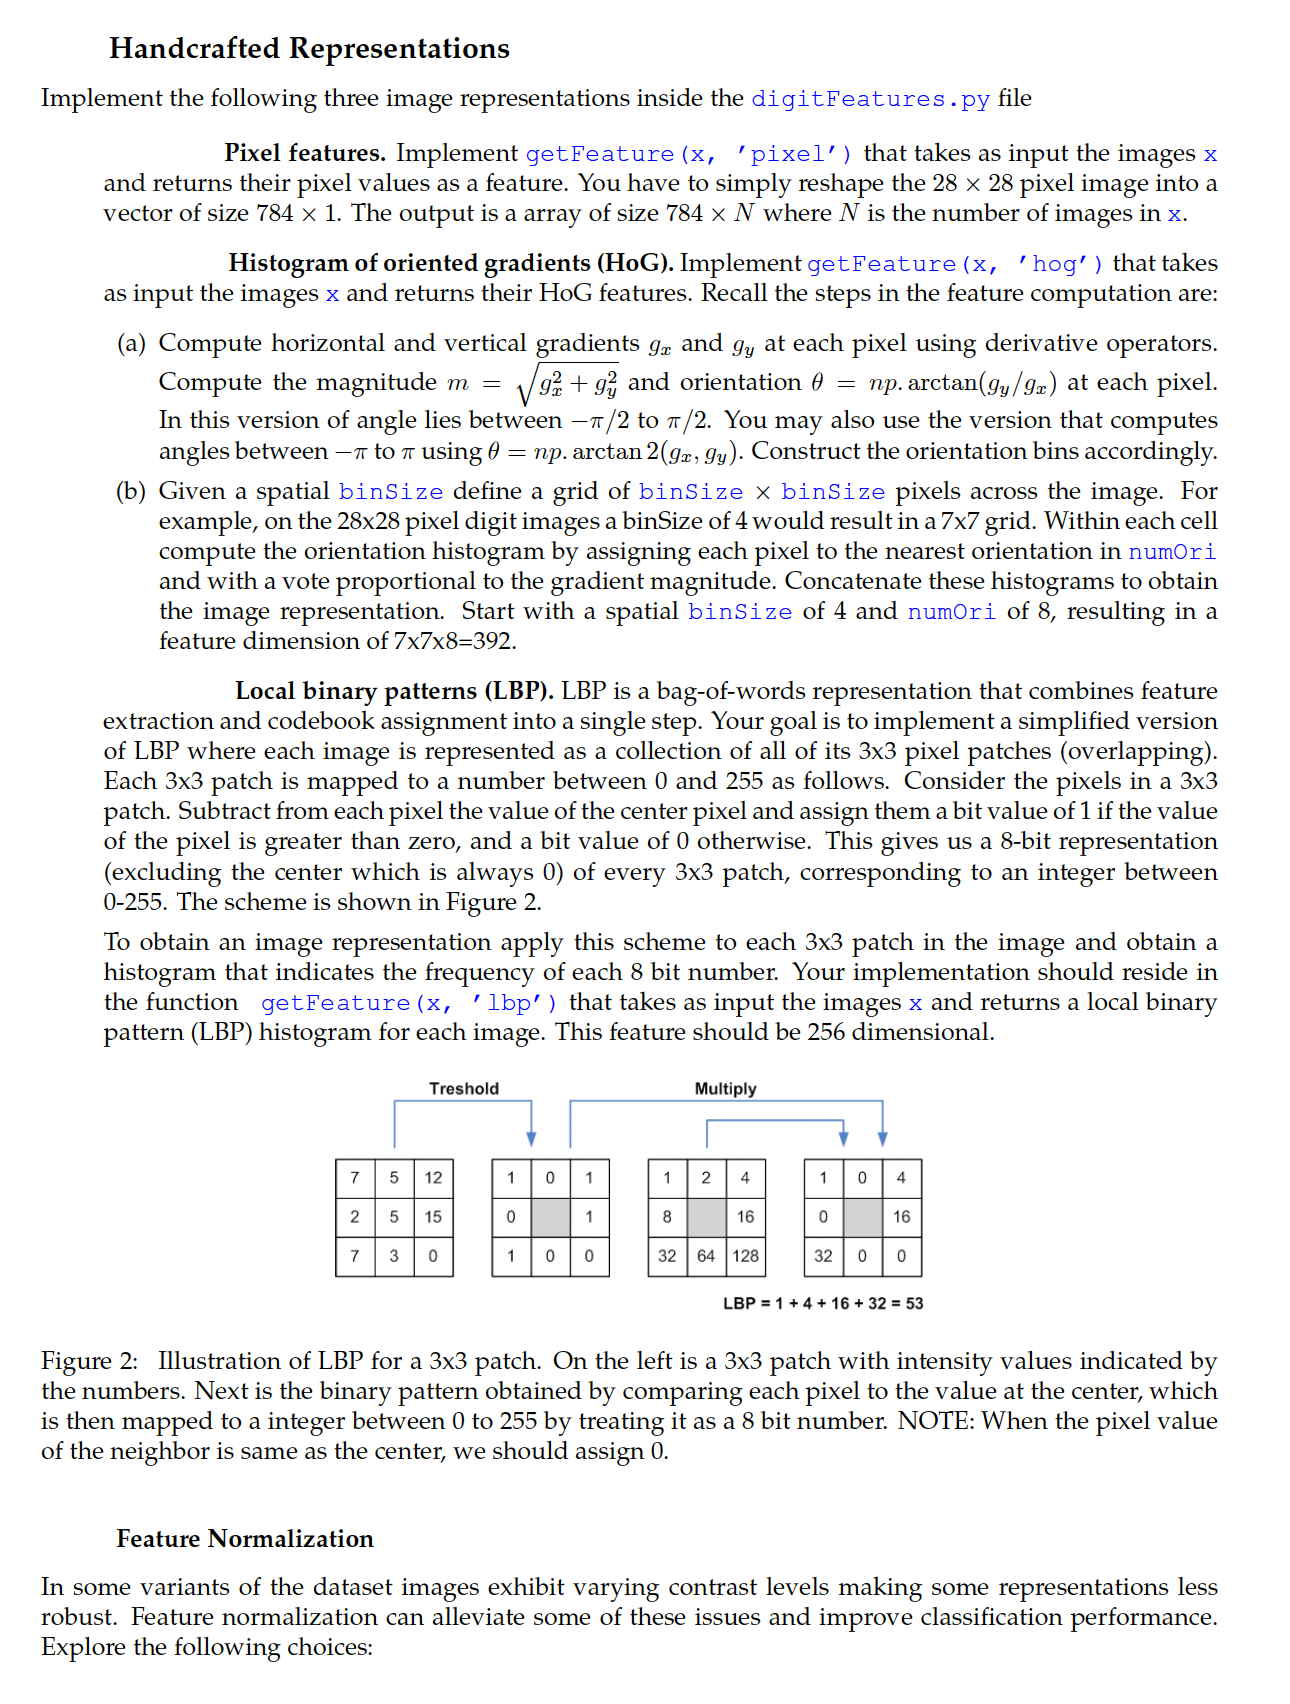 Handcrafted Representations
Implement the following three image representations inside the digitFeatures.py file
Pixel features. Implement getFeature(x, 'pixel') that takes as input the images x
and returns their pixel values as a feature. You have to simply reshape the 28 × 28 pixel image into a
vector of size 784 × 1. The output is a array of size 784 × N where N is the number of images in x.
Histogram of oriented gradients (HoG). Implement getFeature(x, 'hog') that takes
as input the images x and returns their HoG features. Recall the steps in the feature computation are:
(a) Compute horizontal and vertical gradients gx and gy at each pixel using derivative operators.
Compute the magnitude m = √(gx² + gy²) and orientation θ = np.arctan(gy/gx) at each pixel.
In this version of angle lies between −π/2 to π/2. You may also use the version that computes
angles between −π to π using θ = np.arctan2(gx, gy). Construct the orientation bins accordingly.
(b) Given a spatial binSize define a grid of binSize × binSize pixels across the image. For
example, on the 28x28 pixel digit images a binSize of 4 would result in a 7x7 grid. Within each cell
compute the orientation histogram by assigning each pixel to the nearest orientation in numOri
and with a vote proportional to the gradient magnitude. Concatenate these histograms to obtain
the image representation. Start with a spatial binSize of 4 and numOri of 8, resulting in a
feature dimension of 7x7x8=392.
Local binary patterns (LBP). LBP is a bag-of-words representation that combines feature
extraction and codebook assignment into a single step. Your goal is to implement a simplified version
of LBP where each image is represented as a collection of all of its 3x3 pixel patches (overlapping).
Each 3x3 patch is mapped to a number between 0 and 255 as follows. Consider the pixels in a 3x3
patch. Subtract from each pixel the value of the center pixel and assign them a bit value of 1 if the value
of the pixel is greater than zero, and a bit value of 0 otherwise. This gives us a 8-bit representation
(excluding the center which is always 0) of every 3x3 patch, corresponding to an integer between
0-255. The scheme is shown in Figure 2.
To obtain an image representation apply this scheme to each 3x3 patch in the image and obtain a
histogram that indicates the frequency of each 8 bit number. Your implementation should reside in
the function getFeature(x, 'lbp') that takes as input the images x and returns a local binary
pattern (LBP) histogram for each image. This feature should be 256 dimensional.
Treshold Multiply
7 5 12 1 0 1 1 2 4 1 0 4
2 5 15 0 1 8 16 0 16
7 3 0 1 0 0 32 64 128 32 0 0
LBP = 1 + 4 + 16 + 32 = 53
Figure 2: Illustration of LBP for a 3x3 patch. On the left is a 3x3 patch with intensity values indicated by
the numbers. Next is the binary pattern obtained by comparing each pixel to the value at the center, which
is then mapped to a integer between 0 to 255 by treating it as a 8 bit number. NOTE: When the pixel value
of the neighbor is same as the center, we should assign 0.
Feature Normalization
In some variants of the dataset images exhibit varying contrast levels making some representations less
robust. Feature normalization can alleviate some of these issues and improve classification performance.
Explore the following choices: